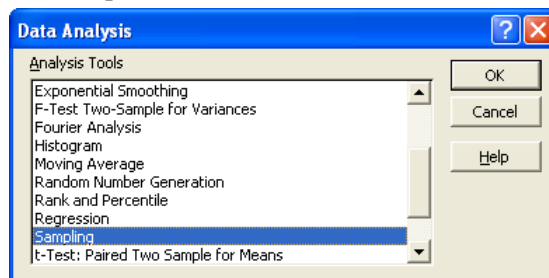 Data Analysis
Analysis Tools
Exponential Smoothing
F-Test Two-Sample for Variances
Fourier Analysis
Histogram
Moving Average
Random Number Generation
Rank and Percentile
Regression
Sampling
t-Test: Paired Two Sample for Means
OK
Cancel
Help